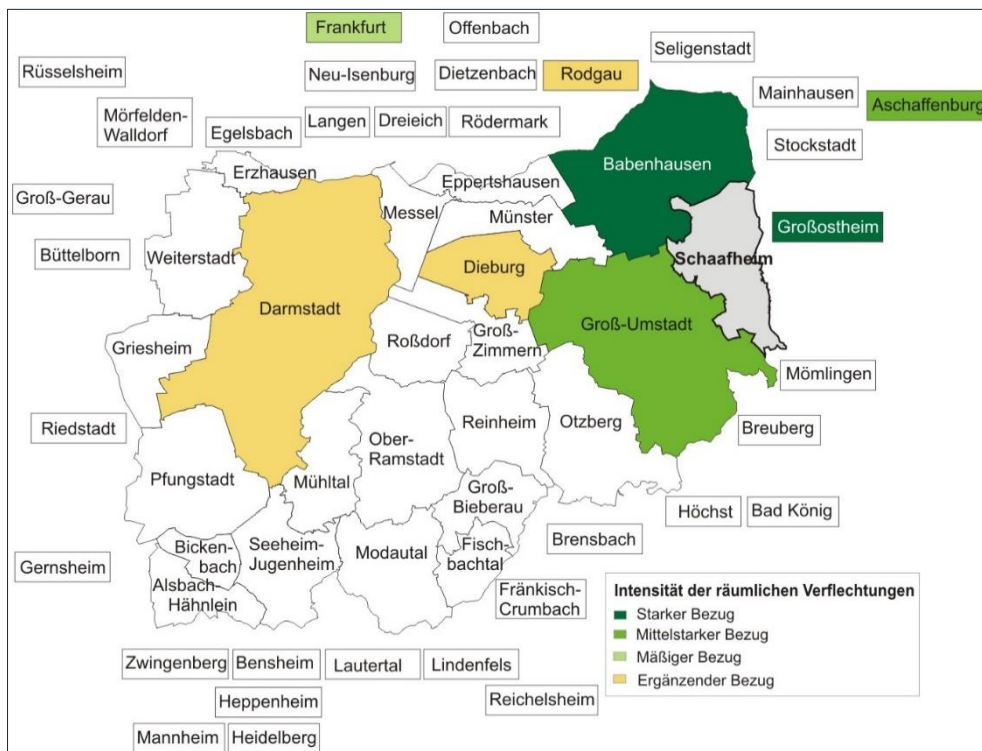 Frankfurt
Offenbach
Seligenstadt
Rüsselsheim
Neu-Isenburg
Dietzenbach
Rodgau
Mainhausen
Aschaffenburg
Mörfelden-
Walldorf
Egelsbach
Langen
Dreieich
Rödermark
Stockstadt
Erzhausen
Eppertshausen
Babenhausen
Groß-Gerau
Messel
Münster
Großostheim
Büttelborn
Weiterstadt
Dieburg
Schaafheim
Darmstadt
Groß-Umstadt
Griesheim
Roßdorf
Groß-
Zimmern
Mömlingen
Riedstadt
Reinheim
Otzberg
Breuberg
Ober-
Ramstadt
Pfungstadt
Mühltal
Groß-
Bieberau
Höchst
Bad König
Gernsheim
Bicken-
bach
Seeheim-
Jugenheim
Modautal
Fisch-
bachtal
Brensbach
Alsbach-
Hähnlein
Fränkisch-
Crumbach
Intensität der räumlichen Verflechtungen
Starker Bezug
Mittelstarker Bezug
Mäßiger Bezug
Ergänzender Bezug
Zwingenberg
Bensheim
Lautertal
Lindenfels
Heppenheim
Reichelsheim
Mannheim
Heidelberg